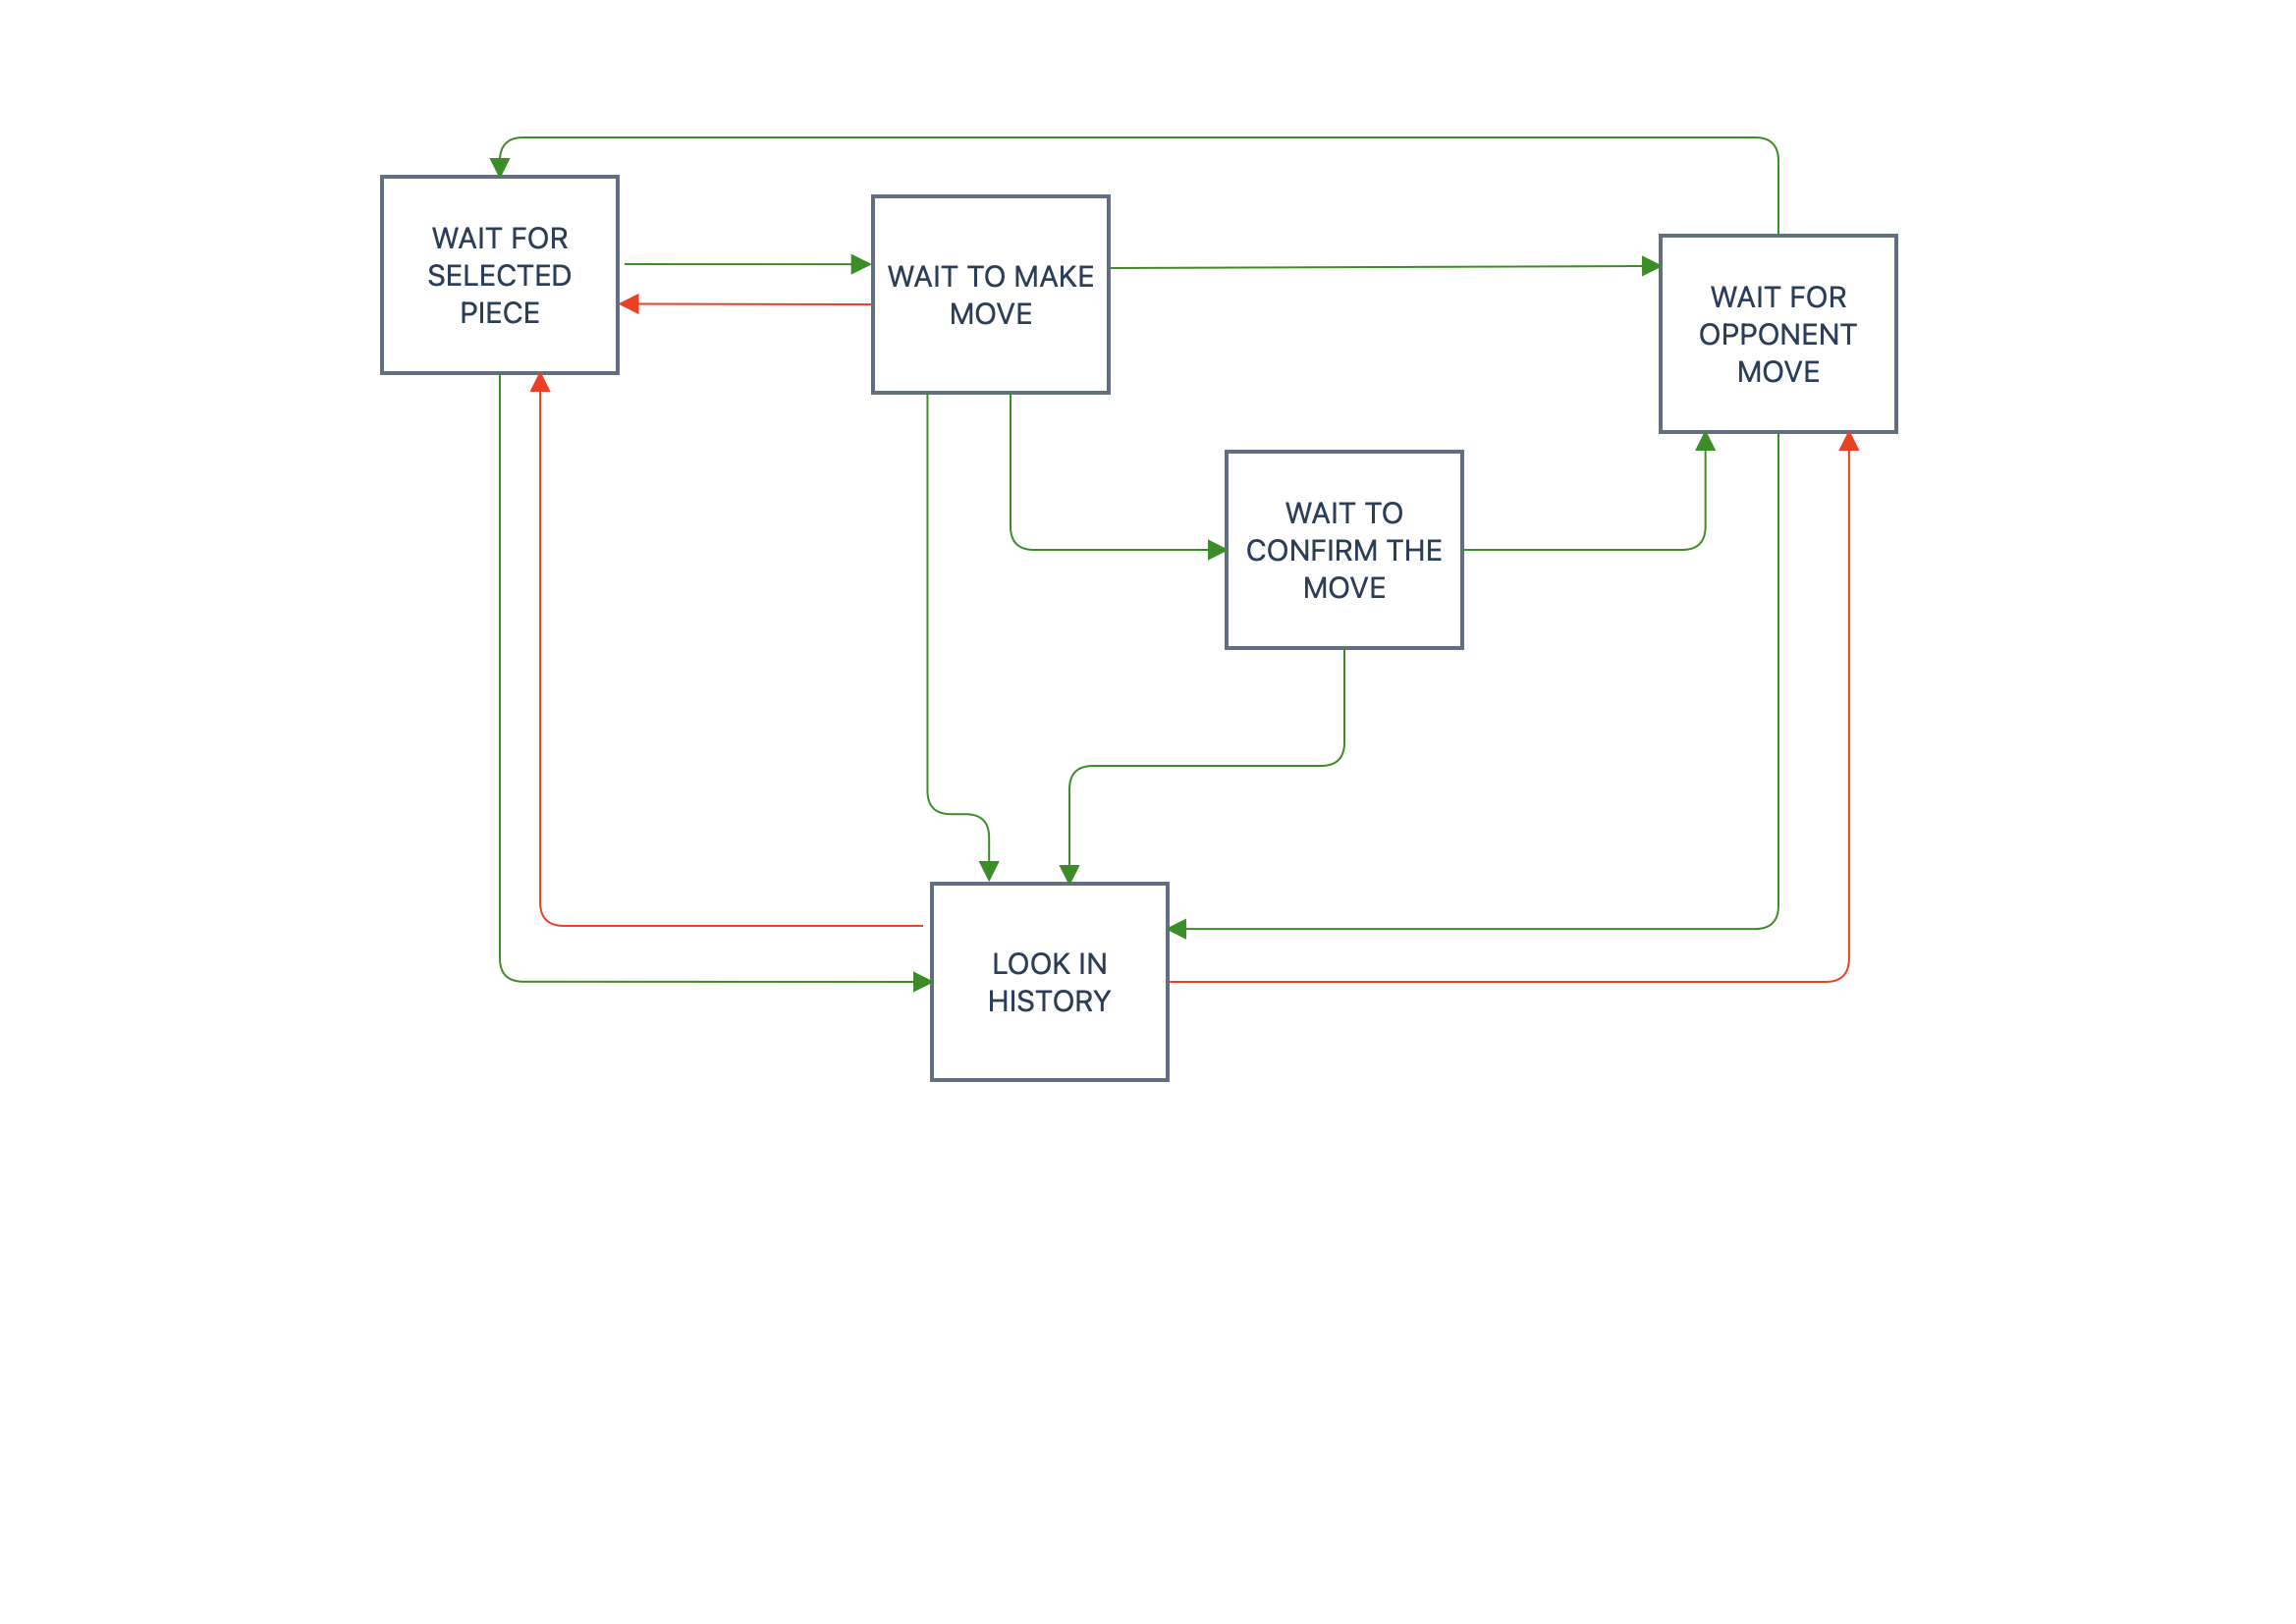 WAIT FOR
SELECTED
PIECE
WAIT TO MAKE
MOVE
WAIT FOR
OPPONENT
MOVE
WAIT TO
CONFIRM THE
MOVE
LOOK IN
HISTORY